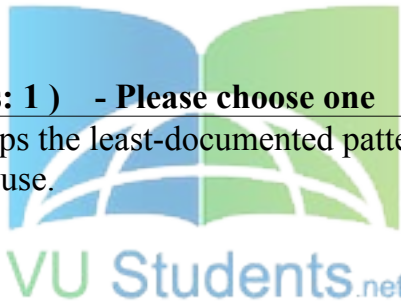 : 1 ) - Please choose one
ps the least-documented patte
use.
VU Students.net